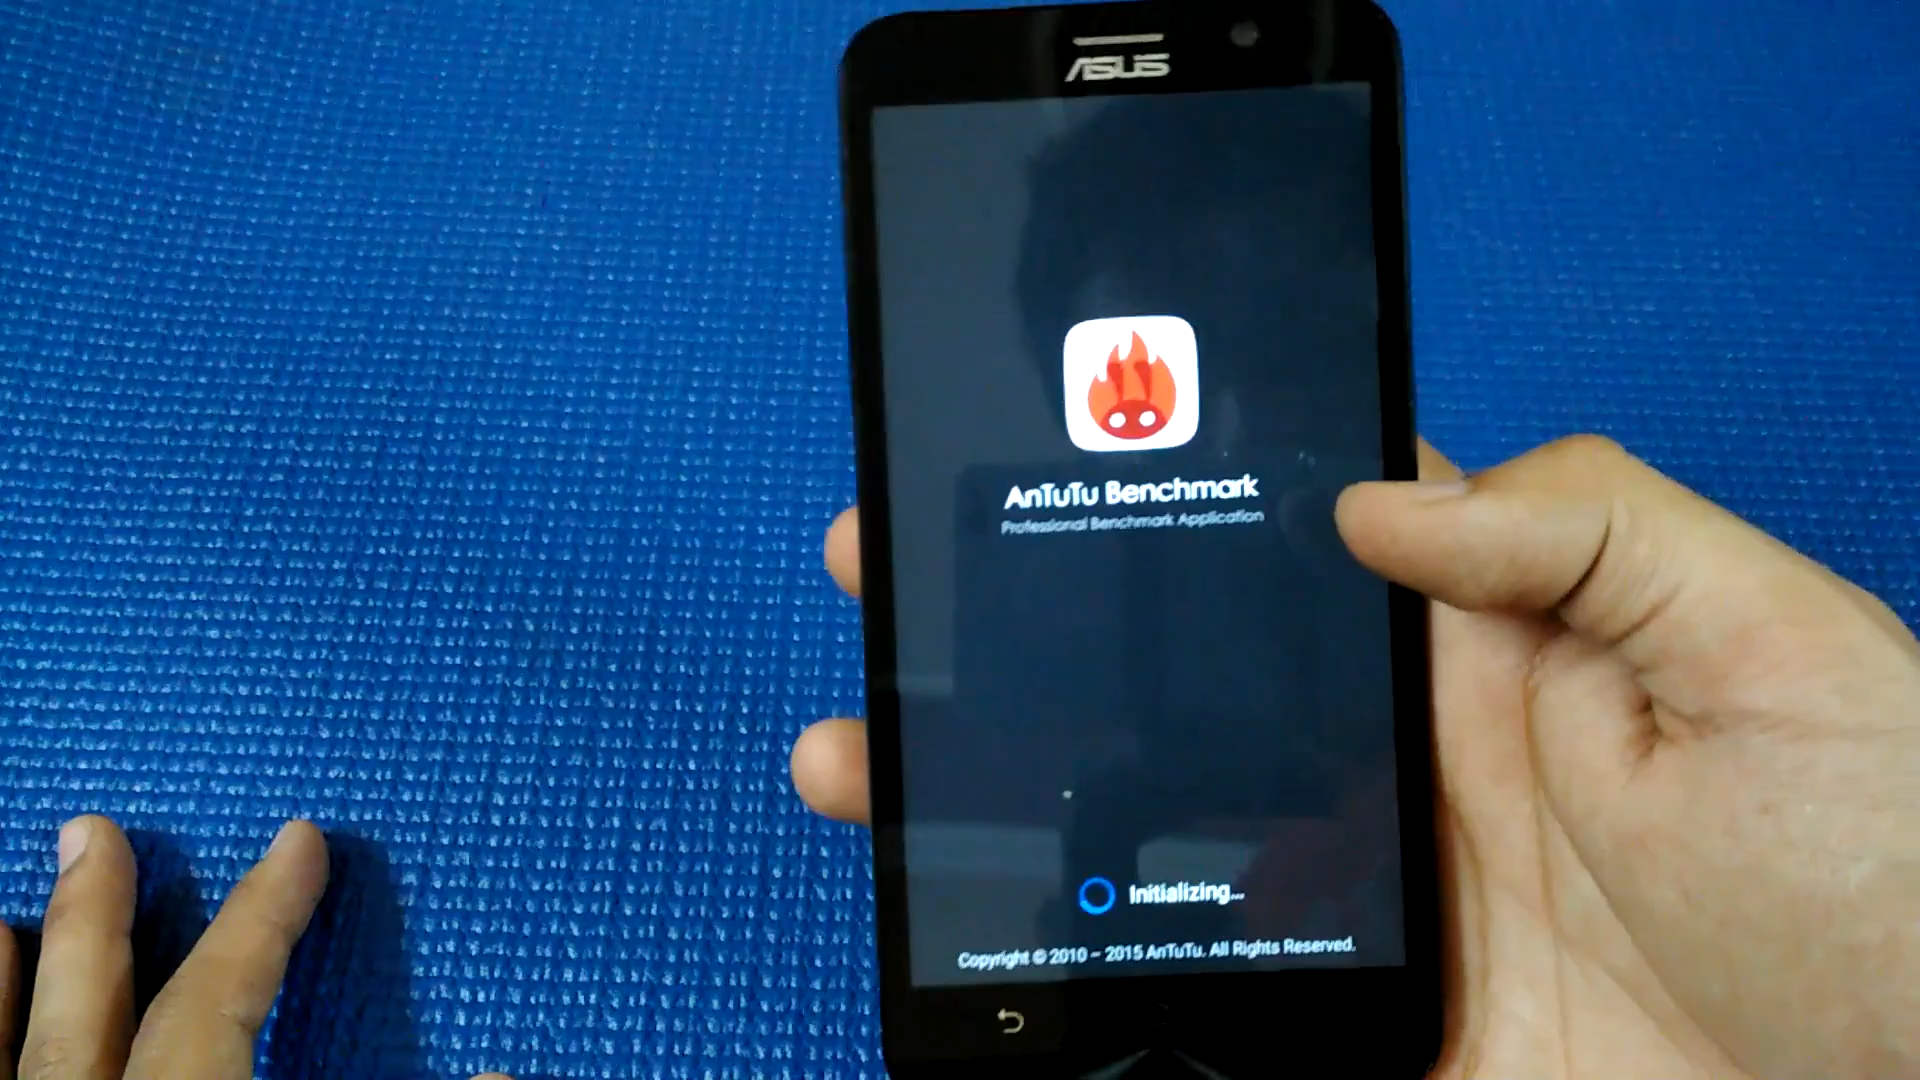 ASUS
AnTuTu Benchmark
Professional Benchmark Application
Initializing...
Copyright © 2010 – 2015 AnTuTu. All Rights Reserved.